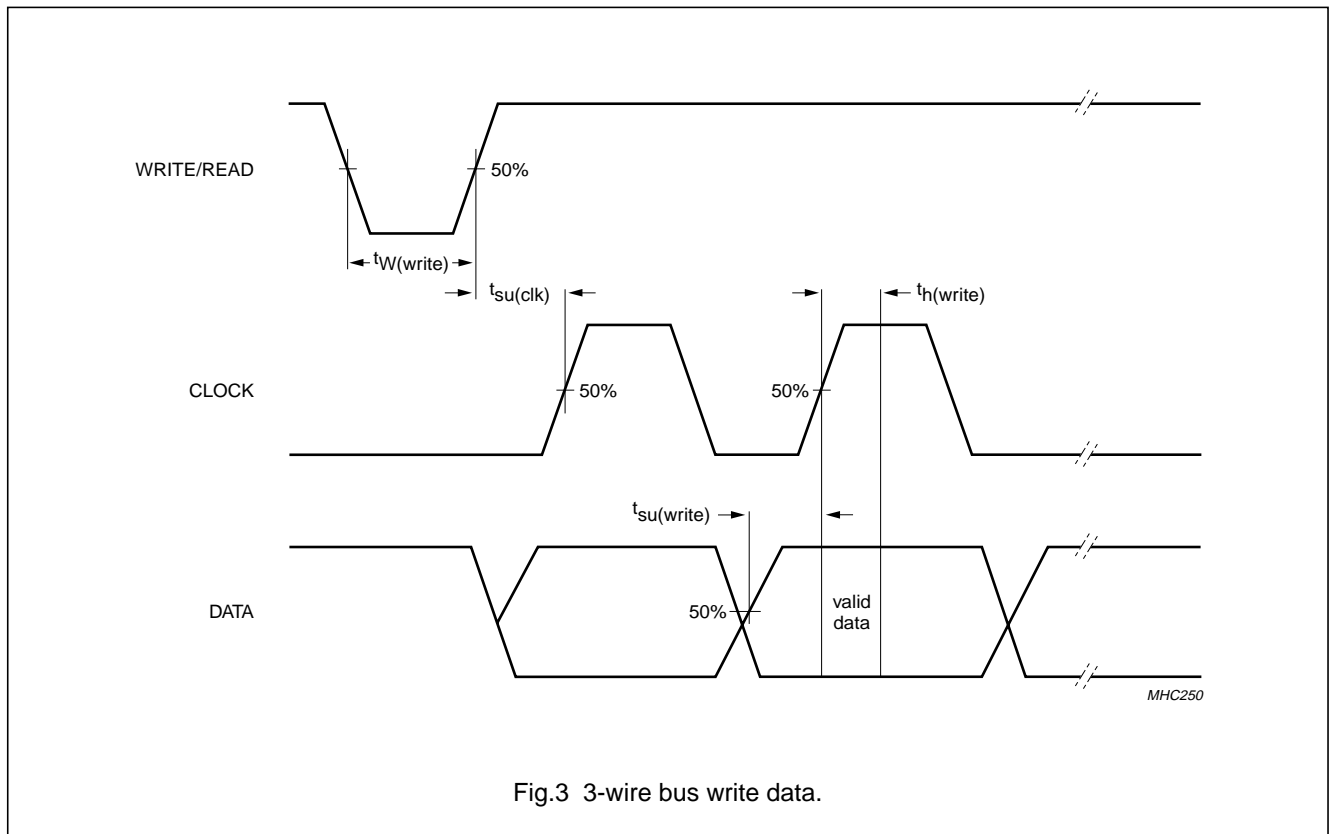 WRITE/READ
50%
tW(write)
tsu(clk)
th(write)
CLOCK
50%
50%
tsu(write)
DATA
50%
valid
data
MHC250
Fig.3 3-wire bus write data.